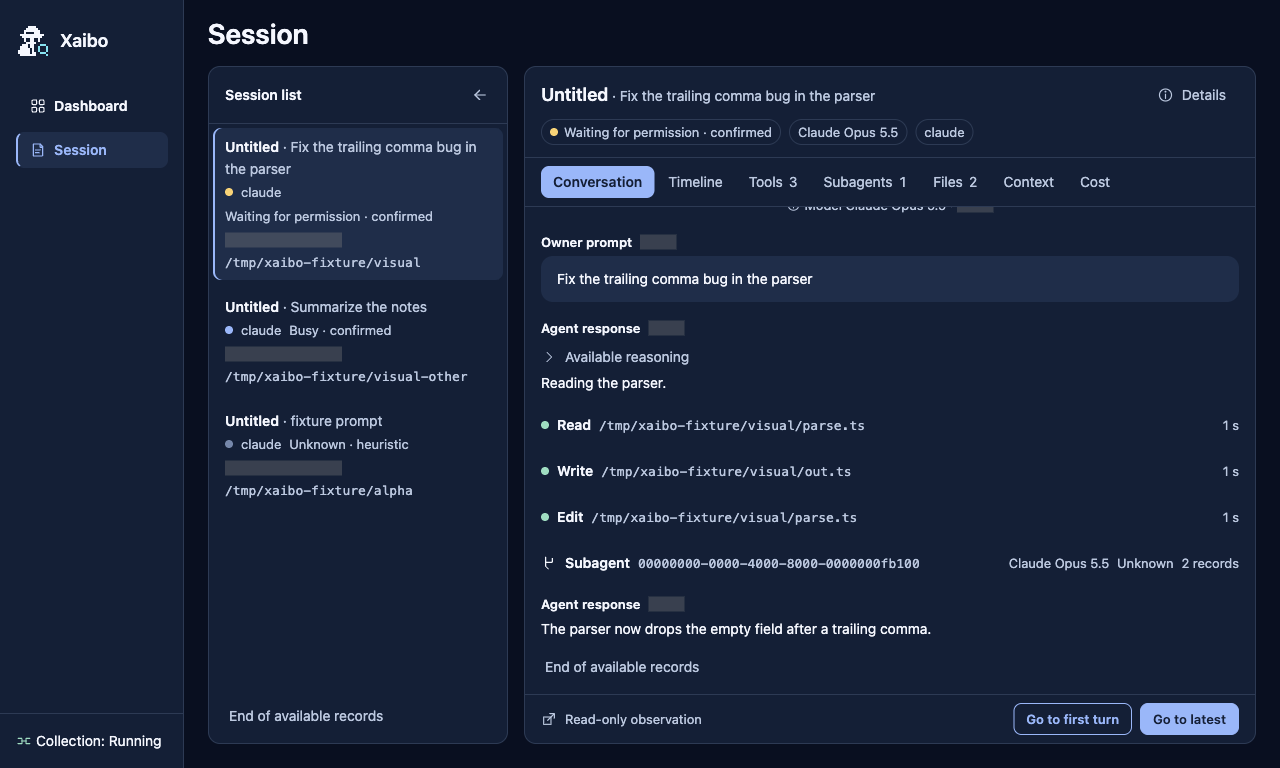 Xaibo
Dashboard
Session
Collection: Running
Session
Session list
Untitled · Fix the trailing comma bug in
the parser
claude
Waiting for permission · confirmed
/tmp/xaibo-fixture/visual
Untitled · Summarize the notes
claude Busy · confirmed
/tmp/xaibo-fixture/visual-other
Untitled · fixture prompt
claude Unknown · heuristic
/tmp/xaibo-fixture/alpha
End of available records
Untitled · Fix the trailing comma bug in the parser
Details
Waiting for permission · confirmed
Claude Opus 5.5
claude
Conversation
Timeline
Tools 3
Subagents 1
Files 2
Context
Cost
Model Claude Opus 5.5
Owner prompt
Fix the trailing comma bug in the parser
Agent response
Available reasoning
Reading the parser.
Read /tmp/xaibo-fixture/visual/parse.ts 1 s
Write /tmp/xaibo-fixture/visual/out.ts 1 s
Edit /tmp/xaibo-fixture/visual/parse.ts 1 s
Subagent 00000000-0000-4000-8000-0000000fb100 Claude Opus 5.5 Unknown 2 records
Agent response
The parser now drops the empty field after a trailing comma.
End of available records
Read-only observation
Go to first turn
Go to latest